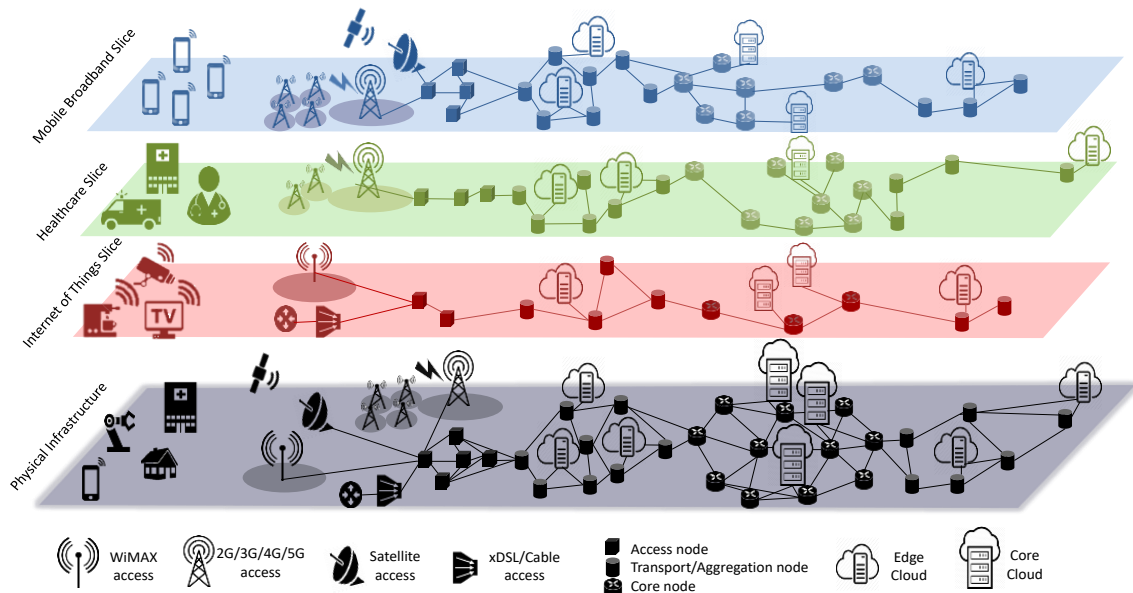 Mobile Broadband Slice
Healthcare Slice
Internet of Things Slice
TV
Physical Infrastructure
WiMAX
access
2G/3G/4G/5G
access
Satellite
access
xDSL/Cable
access
Access node
Transport/Aggregation node
Core node
Edge
Cloud
Core
Cloud